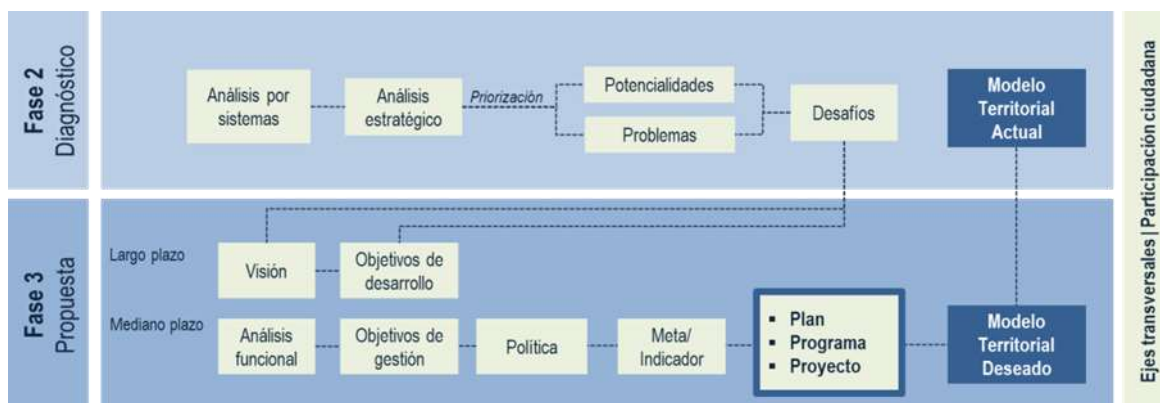 Fase 2
Diagnóstico
Análisis por
sistemas
Análisis
estratégico
Priorización
Potencialidades
Problemas
Desafíos
Modelo
Territorial
Actual
Fase 3
Propuesta
Largo plazo
Visión
Objetivos de
desarrollo
Mediano plazo
Análisis
funcional
Objetivos de
gestión
Política
Meta/
Indicador
▪ Plan
▪ Programa
▪ Proyecto
Modelo
Territorial
Deseado
Ejes transversales | Participación ciudadana